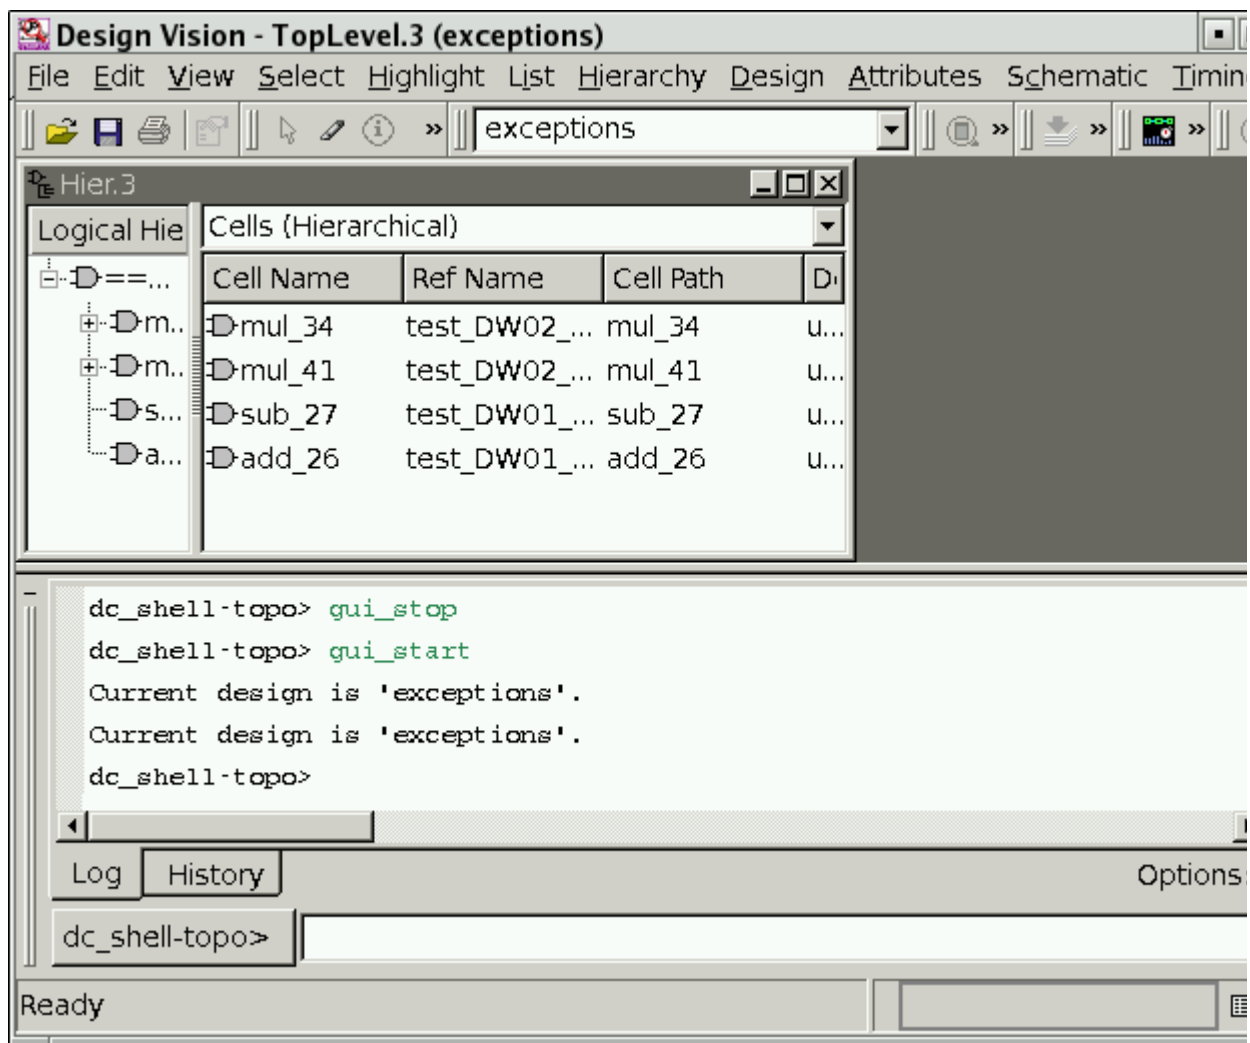 Design Vision - TopLevel.3 (exceptions)
File Edit View Select Highlight List Hierarchy Design Attributes Schematic Timin
» exceptions » » »
Hier.3
Logical Hie Cells (Hierarchical)
==... Cell Name Ref Name Cell Path
m.. mul_34 test_DW02_... mul_34 u...
m.. mul_41 test_DW02_... mul_41 u...
s... sub_27 test_DW01_... sub_27 u...
a... add_26 test_DW01_... add_26 u...
dc_shell-topo> gui_stop
dc_shell-topo> gui_start
Current design is 'exceptions'.
Current design is 'exceptions'.
dc_shell-topo>
Log History Options:
dc_shell-topo>
Ready